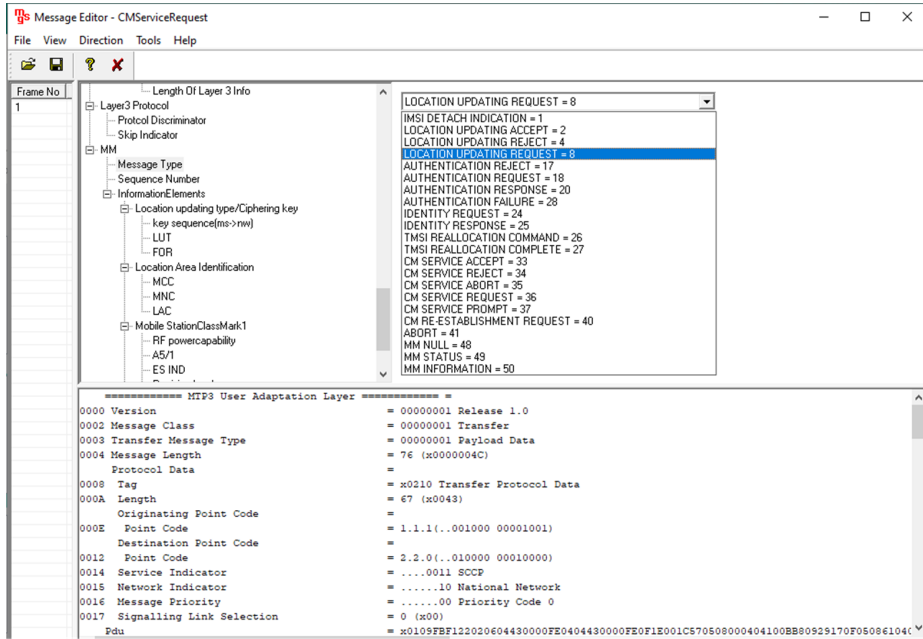 Message Editor - CMServiceRequest
File View Direction Tools Help
Frame No
1
Length Of Layer 3 Info
Layer3 Protocol
Protcol Discriminator
Skip Indicator
MM
Message Type
Sequence Number
InformationElements
Location updating type/Ciphering key
key sequence(ms->nw)
LUT
FOR
Location Area Identification
MCC
MNC
LAC
Mobile StationClassMark1
RF powercapability
A5/1
ES IND
LOCATION UPDATING REQUEST = 8
IMSI DETACH INDICATION = 1
LOCATION UPDATING ACCEPT = 2
LOCATION UPDATING REJECT = 4
LOCATION UPDATING REQUEST = 8
AUTHENTICATION REJECT = 17
AUTHENTICATION REQUEST = 18
AUTHENTICATION RESPONSE = 20
AUTHENTICATION FAILURE = 28
IDENTITY REQUEST = 24
IDENTITY RESPONSE = 25
TMSI REALLOCATION COMMAND = 26
TMSI REALLOCATION COMPLETE = 27
CM SERVICE ACCEPT = 33
CM SERVICE REJECT = 34
CM SERVICE ABORT = 35
CM SERVICE REQUEST = 36
CM SERVICE PROMPT = 37
CM RE-ESTABLISHMENT REQUEST = 40
ABORT = 41
MM NULL = 48
MM STATUS = 49
MM INFORMATION = 50
============ MTP3 User Adaptation Layer ============ =
0000 Version = 00000001 Release 1.0
0002 Message Class = 00000001 Transfer
0003 Transfer Message Type = 00000001 Payload Data
0004 Message Length = 76 (x0000004C)
Protocol Data =
0008 Tag = x0210 Transfer Protocol Data
000A Length = 67 (x0043)
Originating Point Code =
000E Point Code = 1.1.1(..001000 00001001)
Destination Point Code =
0012 Point Code = 2.2.0(..010000 00010000)
0014 Service Indicator = ....0011 SCCP
0015 Network Indicator = ......10 National Network
0016 Message Priority = ......00 Priority Code 0
0017 Signalling Link Selection = 0 (x00)
Pdu = x0109FBF122020604430000FE0404430000FE0F1E001C570508000404100BB80929170F05086104